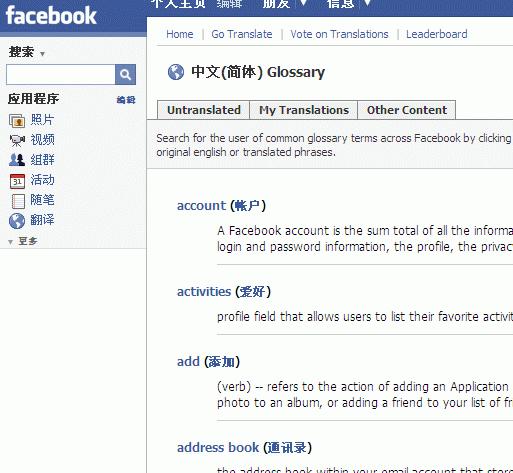 facebook
个人主页 编辑 朋友 信息
搜索
应用程序 编辑
照片
视频
组群
活动
31
随笔
翻译
更多
Home | Go Translate | Vote on Translations | Leaderboard
中文(简体) Glossary
Untranslated
My Translations
Other Content
Search for the user of common glossary terms across Facebook by clicking
original english or translated phrases.
account (帐户)
A Facebook account is the sum total of all the informa
login and password information, the profile, the privac
activities (爱好)
profile field that allows users to list their favorite activit
add (添加)
(verb) -- refers to the action of adding an Application
photo to an album, or adding a friend to your list of fr
address book (通讯录)
the address book within your email account that store